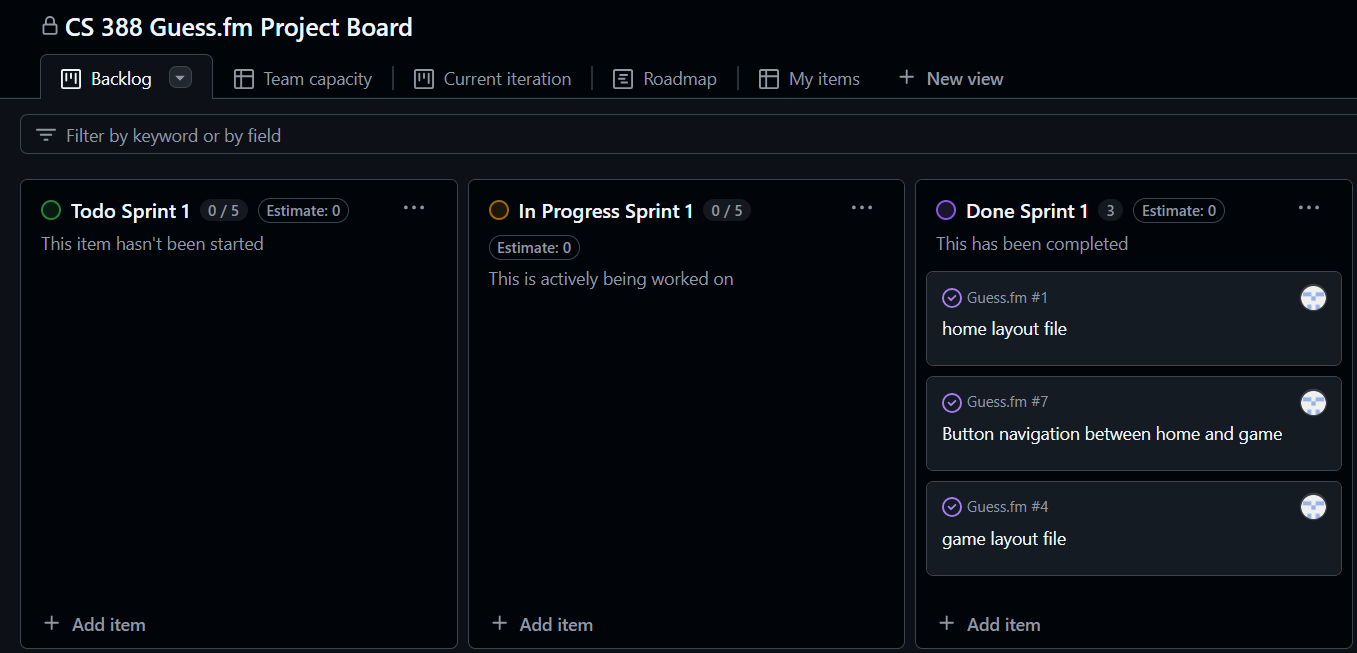 CS 388 Guess.fm Project Board
Backlog Team capacity Current iteration Roadmap My items New view
Filter by keyword or by field
Todo Sprint 1 0 / 5 Estimate: 0
This item hasn't been started
Add item
In Progress Sprint 1 0 / 5
Estimate: 0
This is actively being worked on
Add item
Done Sprint 1 3 Estimate: 0
This has been completed
Guess.fm #1
home layout file
Guess.fm #7
Button navigation between home and game
Guess.fm #4
game layout file
Add item